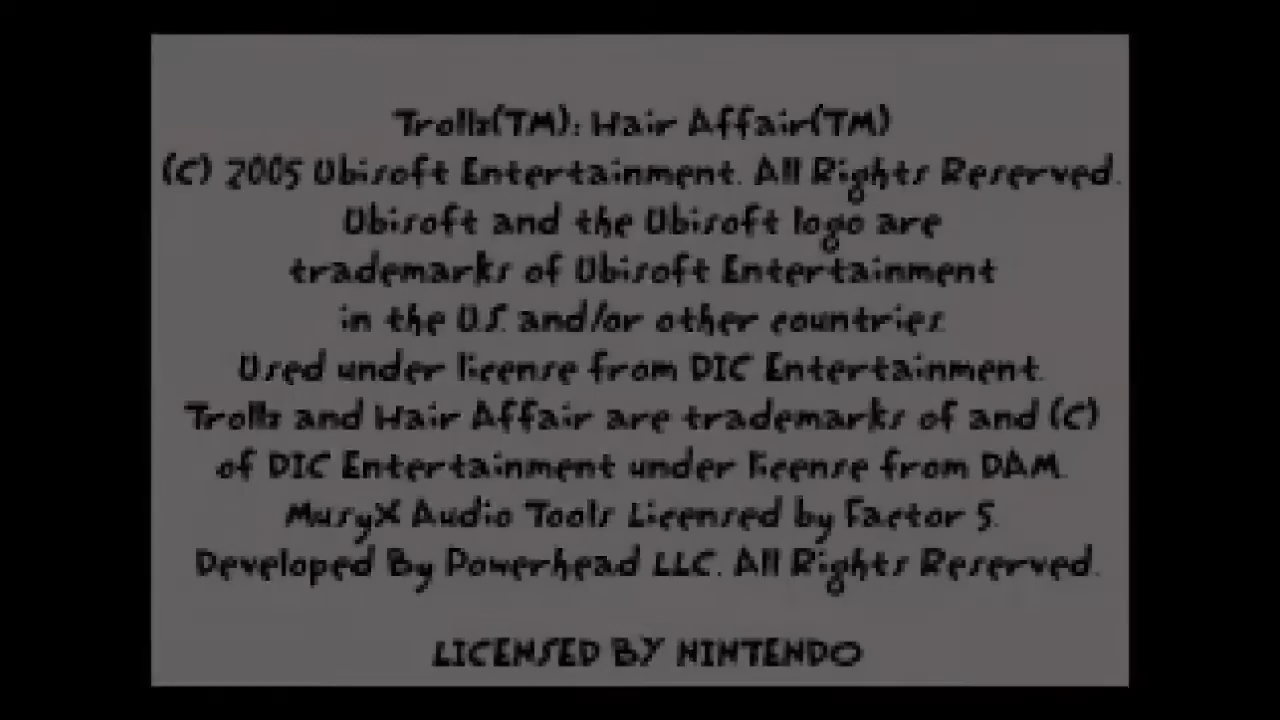 Trollz(TM): Hair Affair(TM)
(C) 2005 Ubisoft Entertainment. All Rights Reserved.
Ubisoft and the Ubisoft logo are
trademarks of Ubisoft Entertainment
in the U.S. and/or other countries.
Used under license from DIC Entertainment.
Trollz and Hair Affair are trademarks of and (C)
of DIC Entertainment under license from DAM.
MusyX Audio Tools Licensed by Factor 5.
Developed By Powerhead LLC. All Rights Reserved.
LICENSED BY NINTENDO